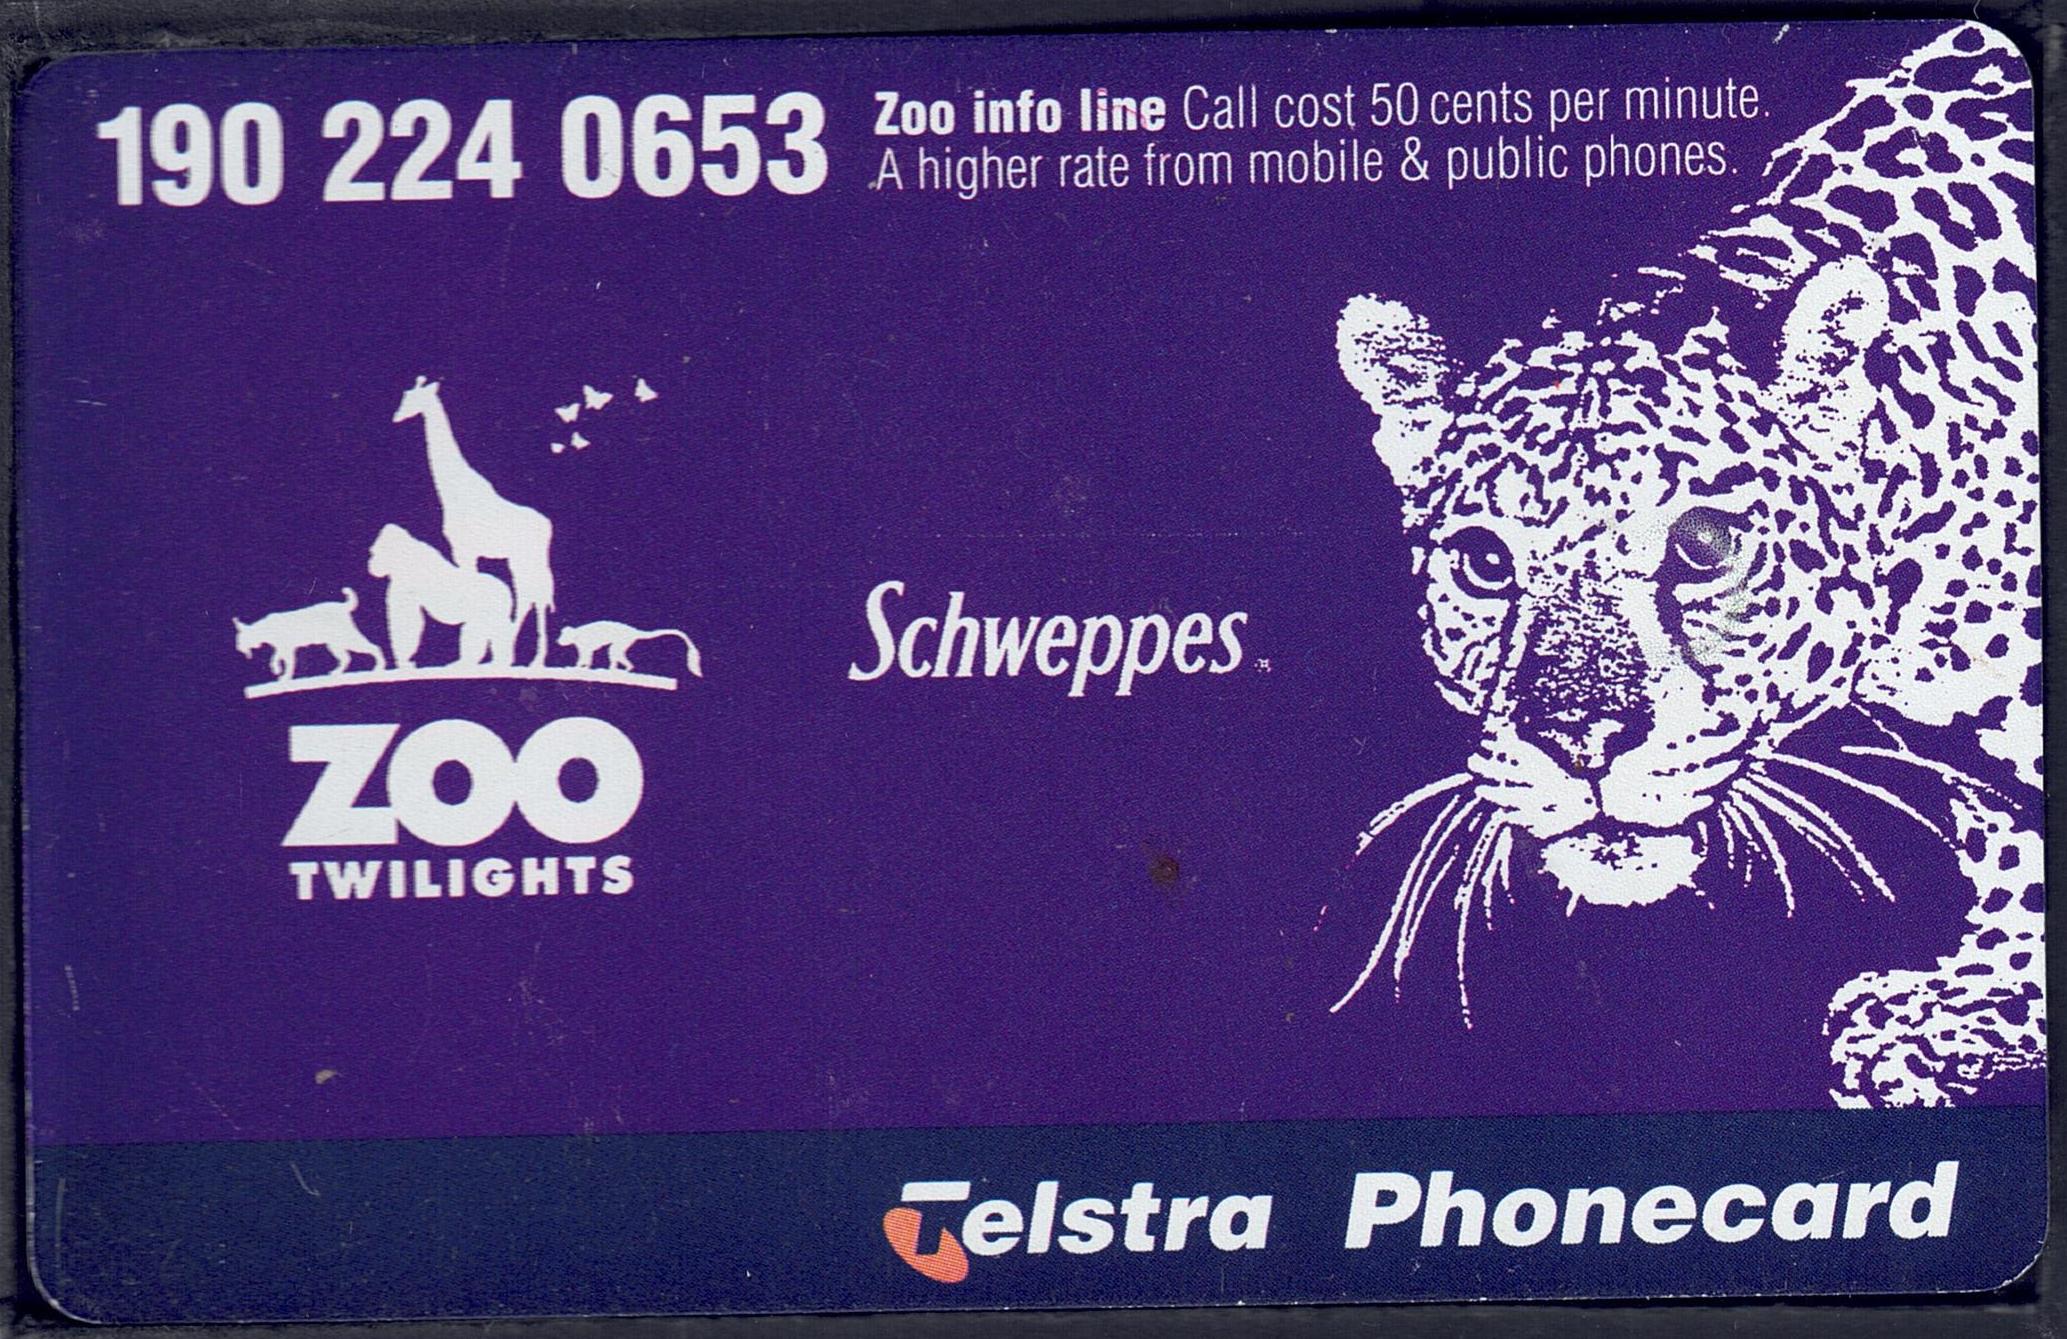 190 224 0653
Zoo info line Call cost 50 cents per minute.
A higher rate from mobile & public phones.
ZOO
TWILIGHTS
Schweppes
Telstra Phonecard